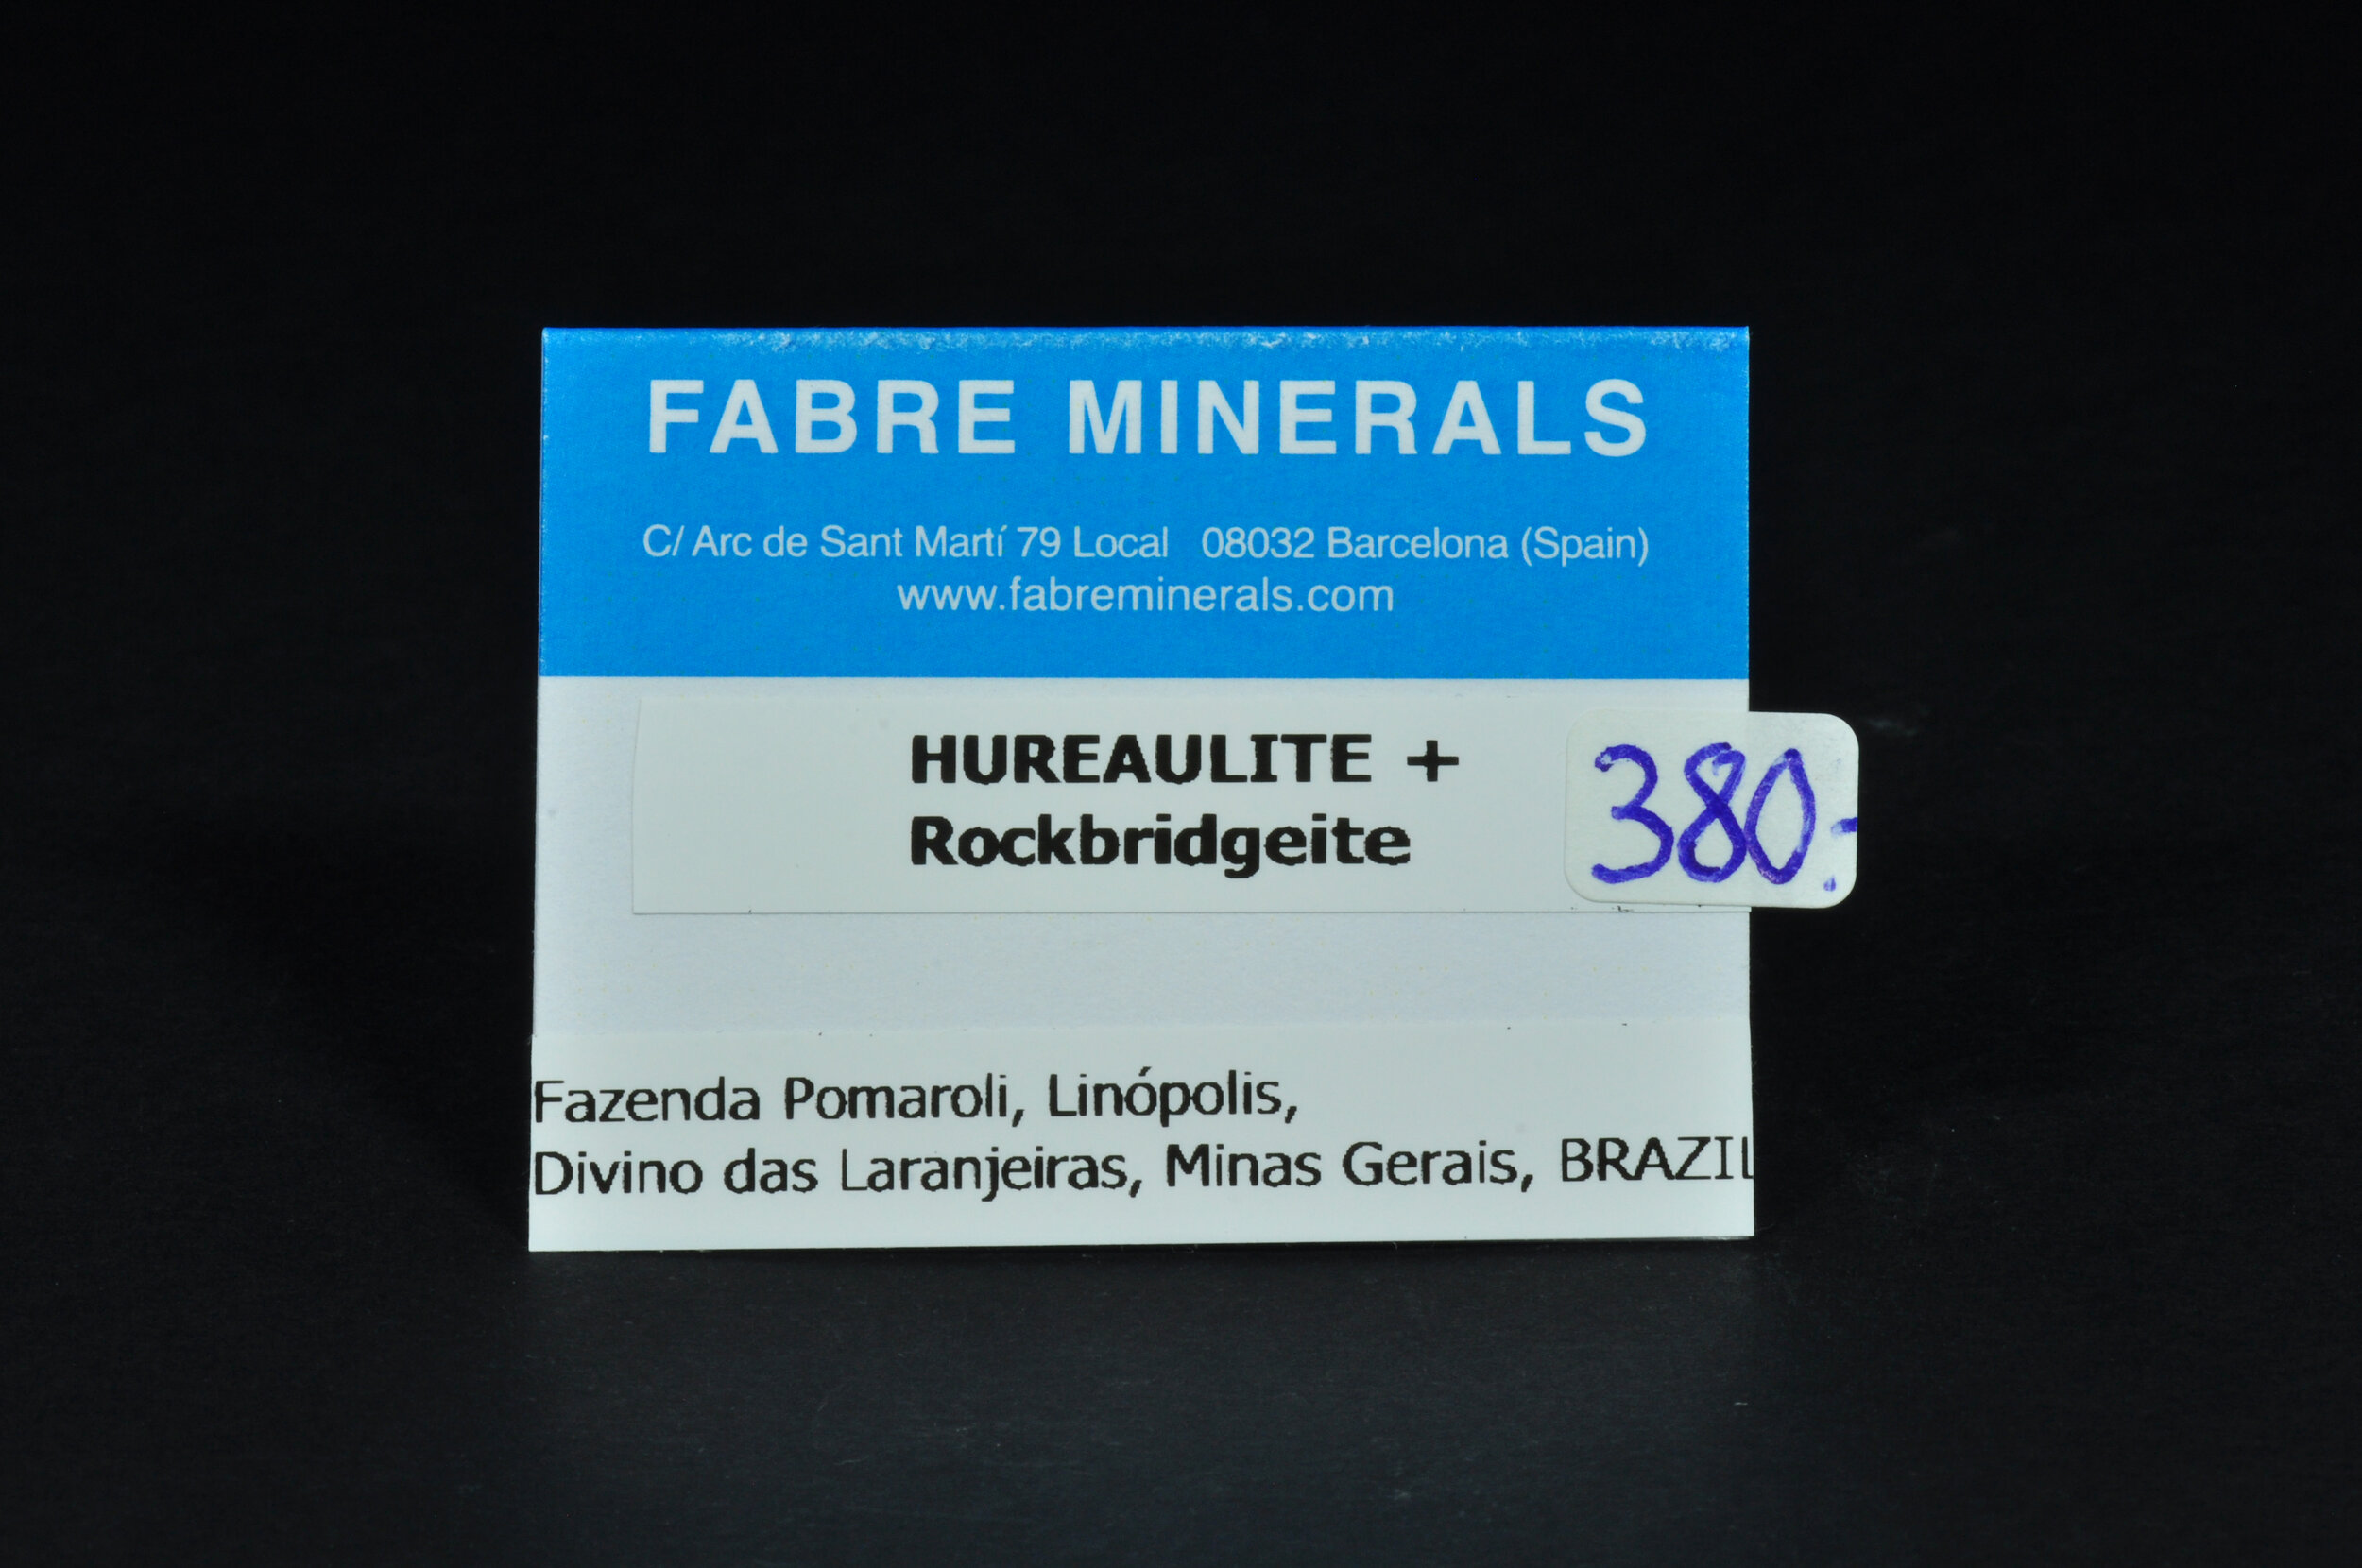 FABRE MINERALS
C/ Arc de Sant Martí 79 Local 08032 Barcelona (Spain)
www.fabreminerals.com
HUREAULITE +
Rockbridgeite
380.-
Fazenda Pomaroli, Linópolis,
Divino das Laranjeiras, Minas Gerais, BRAZIL